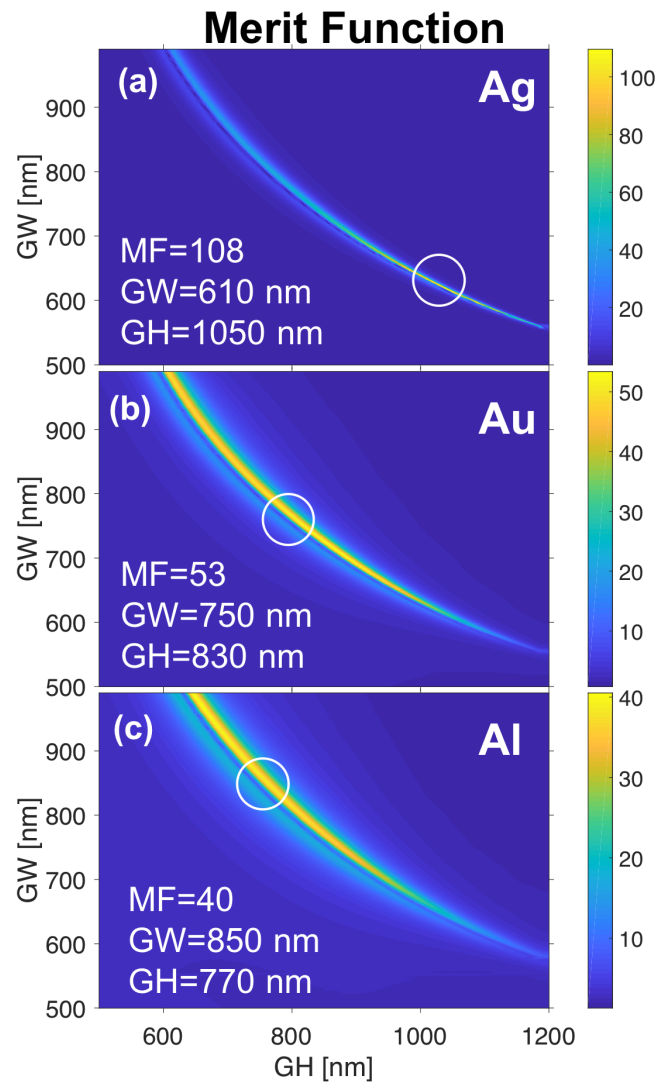 Merit Function
(a)
Ag
MF=108
GW=610 nm
GH=1050 nm
GW [nm]
900
800
700
600
500
100
80
60
40
20
(b)
Au
MF=53
GW=750 nm
GH=830 nm
GW [nm]
900
800
700
600
500
50
40
30
20
10
(c)
Al
MF=40
GW=850 nm
GH=770 nm
GW [nm]
900
800
700
600
500
40
30
20
10
600 800 1000 1200
GH [nm]